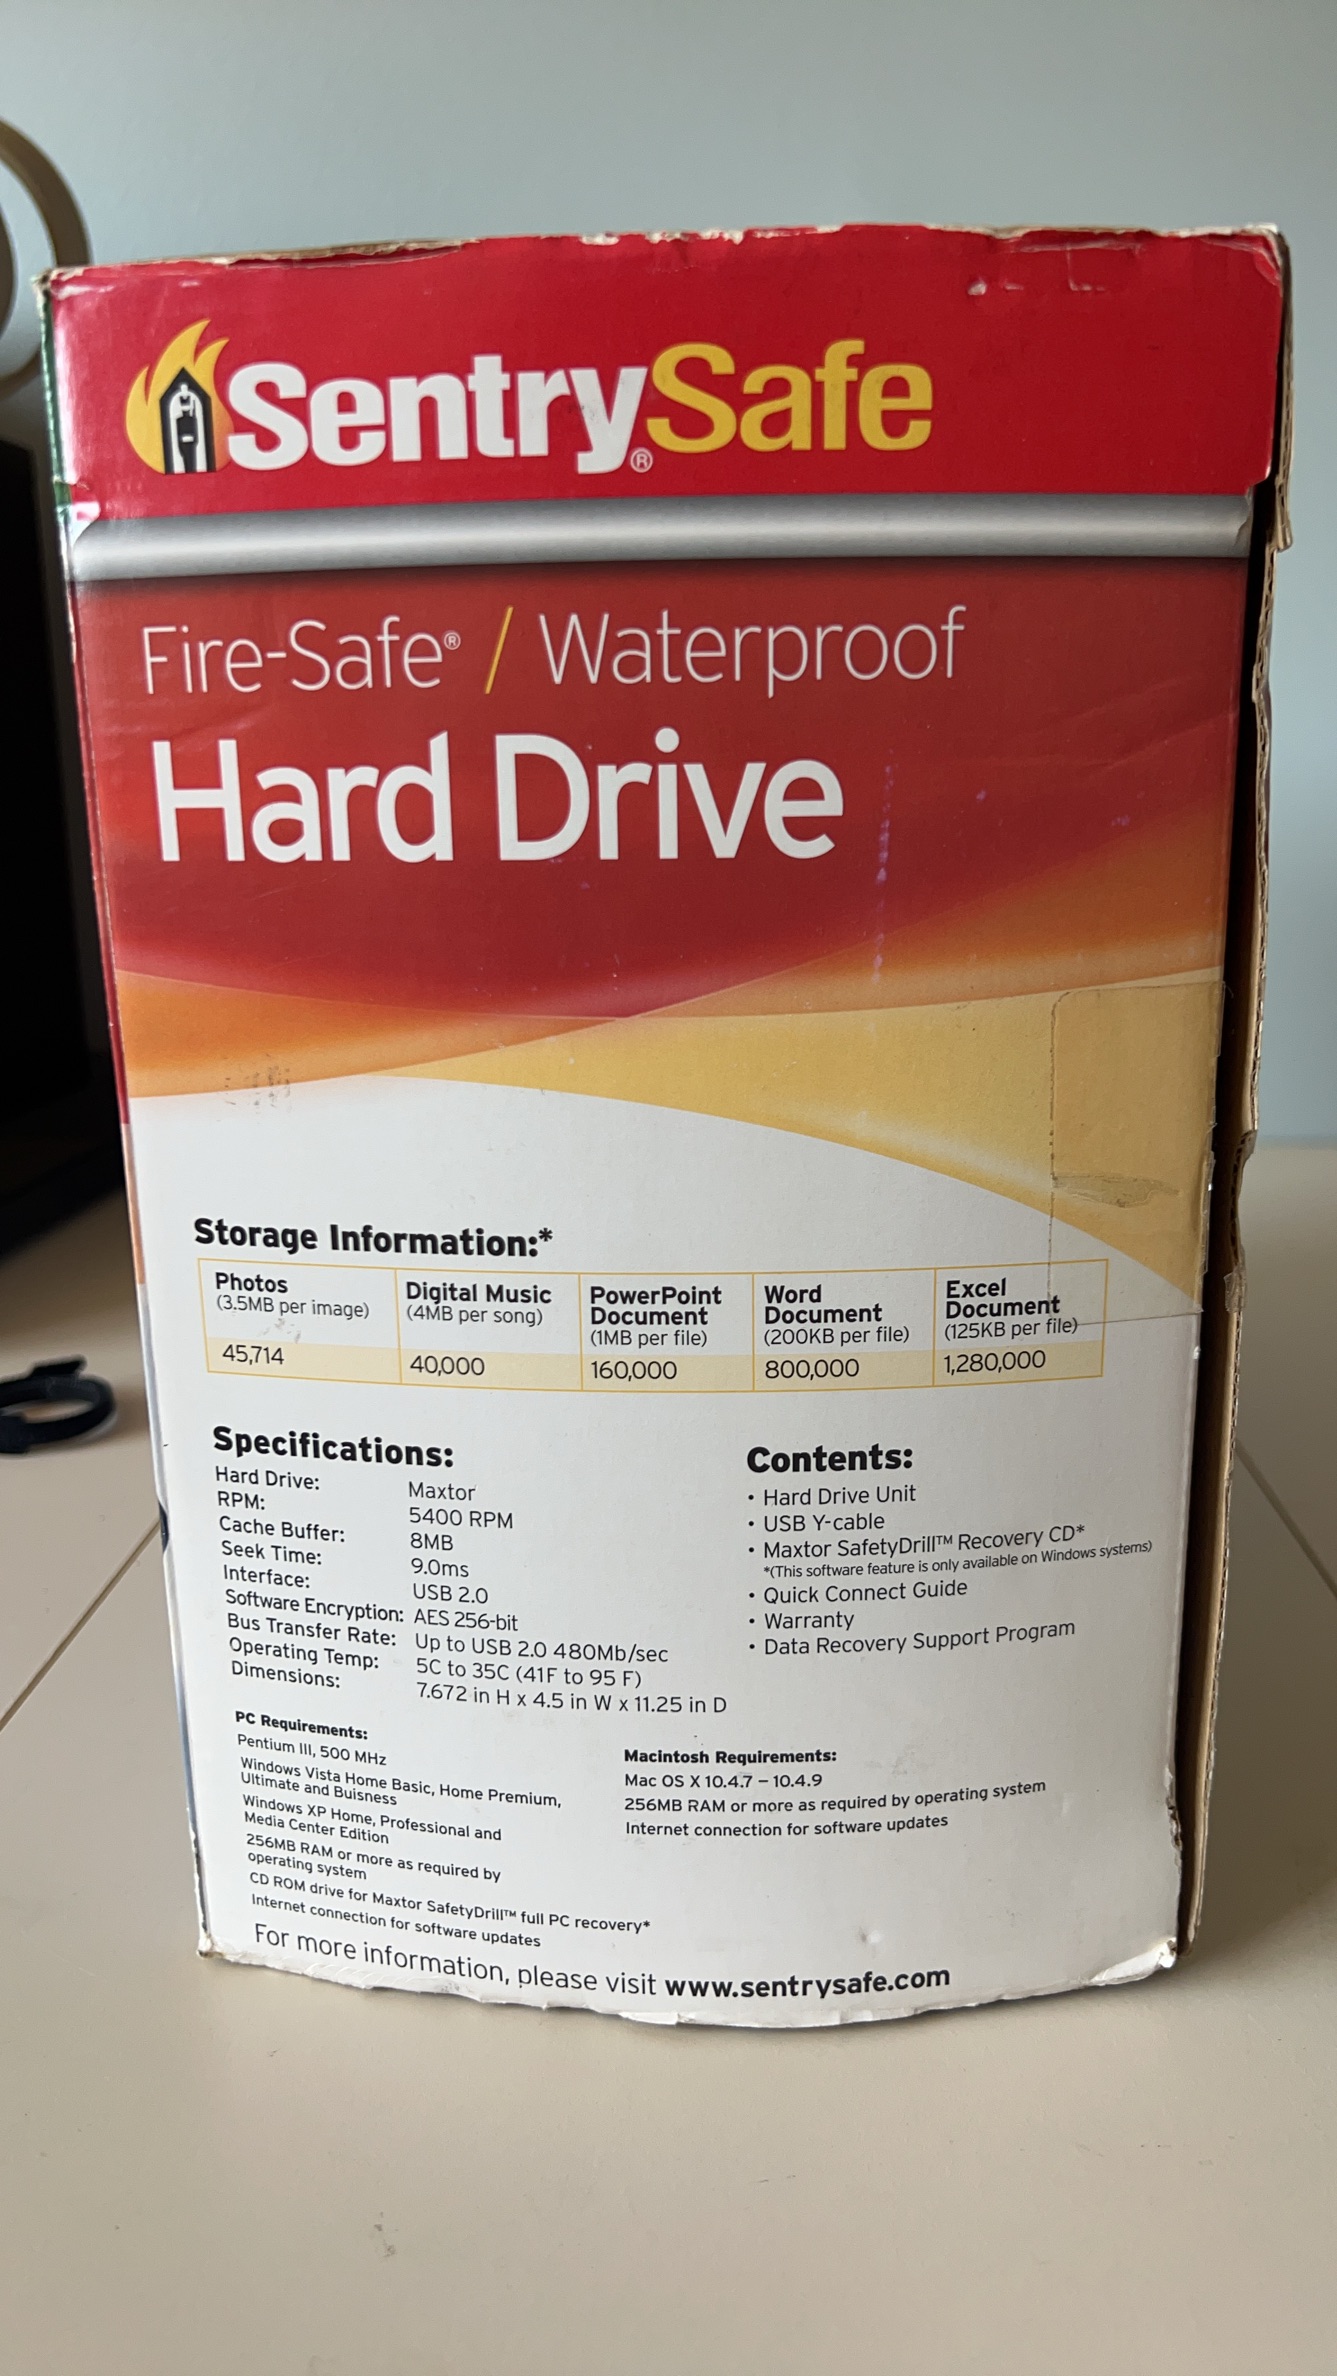 SentrySafe®
Fire-Safe® / Waterproof
Hard Drive
Storage Information:*
Photos
(3.5MB per image)
45,714
Digital Music
(4MB per song)
40,000
PowerPoint
Document
(1MB per file)
160,000
Word
Document
(200KB per file)
800,000
Excel
Document
(125KB per file)
1,280,000
Specifications:
Hard Drive: Maxtor
RPM: 5400 RPM
Cache Buffer: 8MB
Seek Time: 9.0ms
Interface: USB 2.0
Software Encryption: AES 256-bit
Bus Transfer Rate: Up to USB 2.0 480Mb/sec
Operating Temp: 5C to 35C (41F to 95 F)
Dimensions: 7.672 in H x 4.5 in W x 11.25 in D
Contents:
• Hard Drive Unit
• USB Y-cable
• Maxtor SafetyDrill™ Recovery CD*
*(This software feature is only available on Windows systems)
• Quick Connect Guide
• Warranty
• Data Recovery Support Program
PC Requirements:
Pentium III, 500 MHz
Windows Vista Home Basic, Home Premium,
Ultimate and Buisness
Windows XP Home, Professional and
Media Center Edition
256MB RAM or more as required by
operating system
CD ROM drive for Maxtor SafetyDrill™ full PC recovery*
Internet connection for software updates
Macintosh Requirements:
Mac OS X 10.4.7 – 10.4.9
256MB RAM or more as required by operating system
Internet connection for software updates
For more information, please visit www.sentrysafe.com